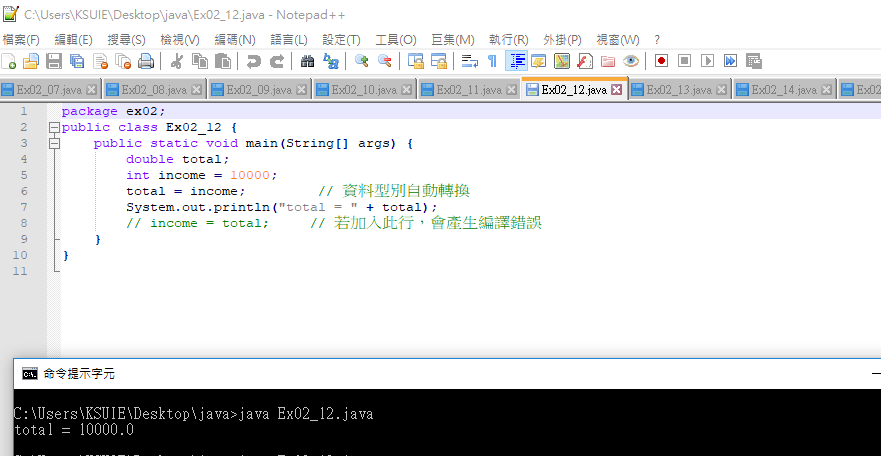 C:\Users\KSUIE\Desktop\java\Ex02_12.java - Notepad++
檔案(F) 編輯(E) 搜尋(S) 檢視(V) 編碼(N) 語言(L) 設定(T) 工具(O) 巨集(M) 執行(R) 外掛(P) 視窗(W) ?
Ex02_07.java Ex02_08.java Ex02_09.java Ex02_10.java Ex02_11.java Ex02_12.java Ex02_13.java Ex02_14.java Ex02
1 package ex02;
2 public class Ex02_12 {
3 public static void main(String[] args) {
4 double total;
5 int income = 10000;
6 total = income; // 資料型別自動轉換
7 System.out.println("total = " + total);
8 // income = total; // 若加入此行，會產生編譯錯誤
9 }
10 }
11
命令提示字元
C:\Users\KSUIE\Desktop\java>java Ex02_12.java
total = 10000.0